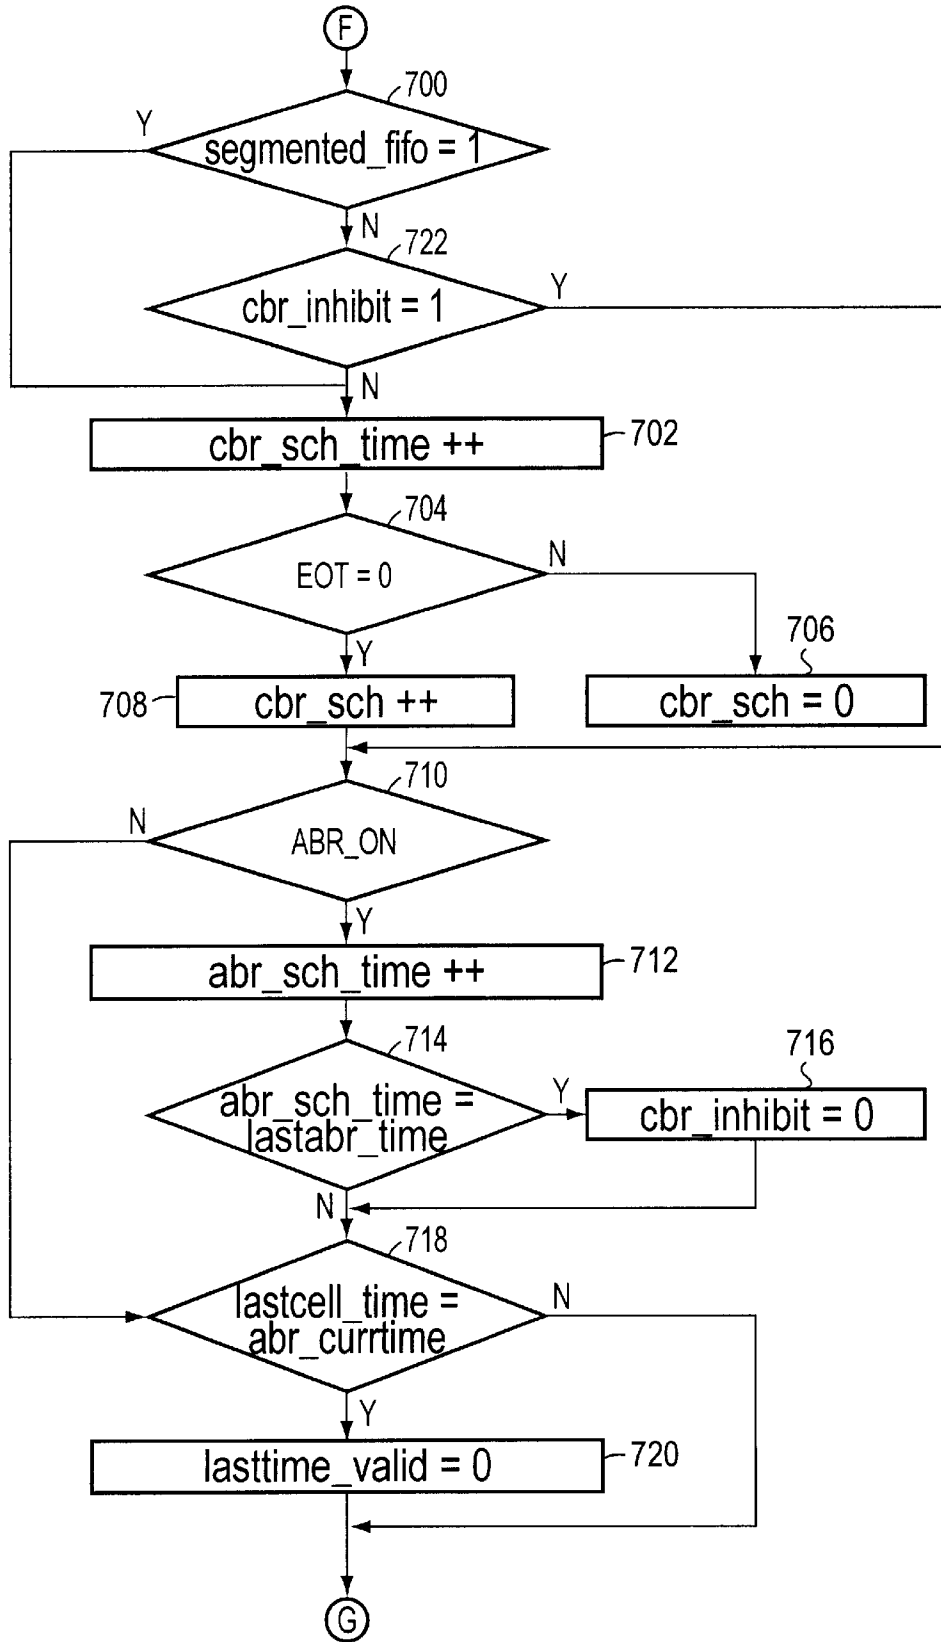 F
700
Y
segmented_fifo = 1
N
722
Y
cbr_inhibit = 1
N
cbr_sch_time ++
702
704
N
EOT = 0
Y
706
708
cbr_sch ++
cbr_sch = 0
710
N
ABR_ON
Y
abr_sch_time ++
712
714
716
Y
abr_sch_time =
lastabr_time
cbr_inhibit = 0
N
718
N
lastcell_time =
abr_currtime
Y
lasttime_valid = 0
720
G